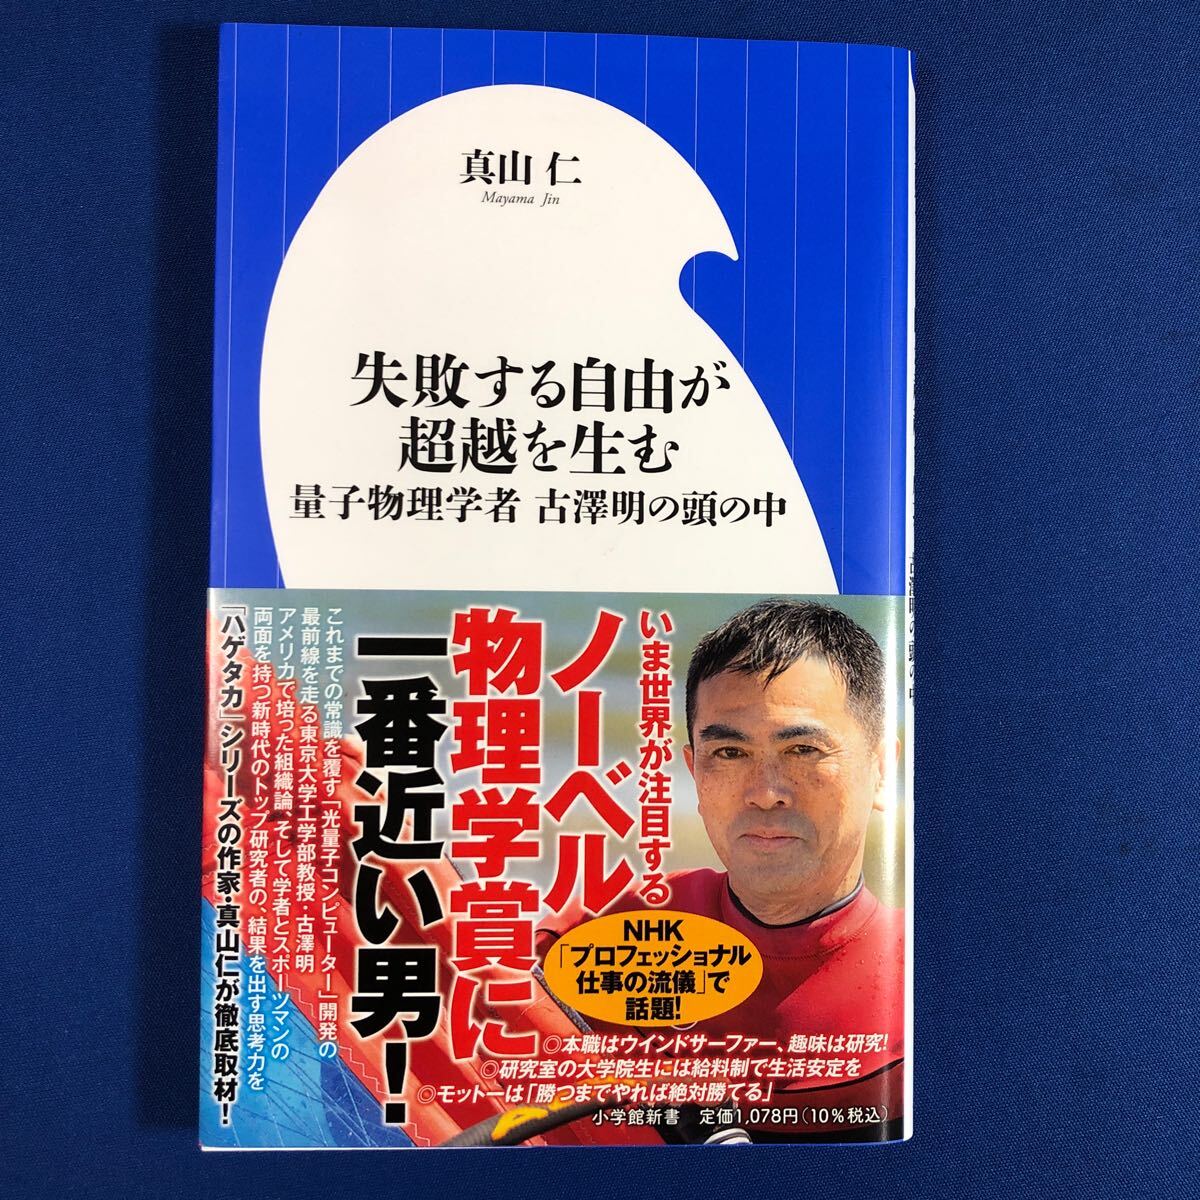 真山 仁
Mayama Jin
失敗する自由が
超越を生む
量子物理学者 古澤明の頭の中
いま世界が注目する
ノーベル
物理学賞に
一番近い男!
これまでの常識を覆す「光量子コンピューター」開発の
最前線を走る東京大学工学部教授・古澤明
アメリカで培った組織論、そして学者とスポーツマンの
両面を持つ新時代のトップ研究者の、結果を出す思考力を
「ハゲタカ」シリーズの作家・真山仁が徹底取材!
NHK
「プロフェッショナル
仕事の流儀」で
話題!
◎本職はウインドサーファー、趣味は研究!
◎研究室の大学院生には給料制で生活安定を
◎モットーは「勝つまでやれば絶対勝てる」
小学館新書 定価1,078円(10%税込)